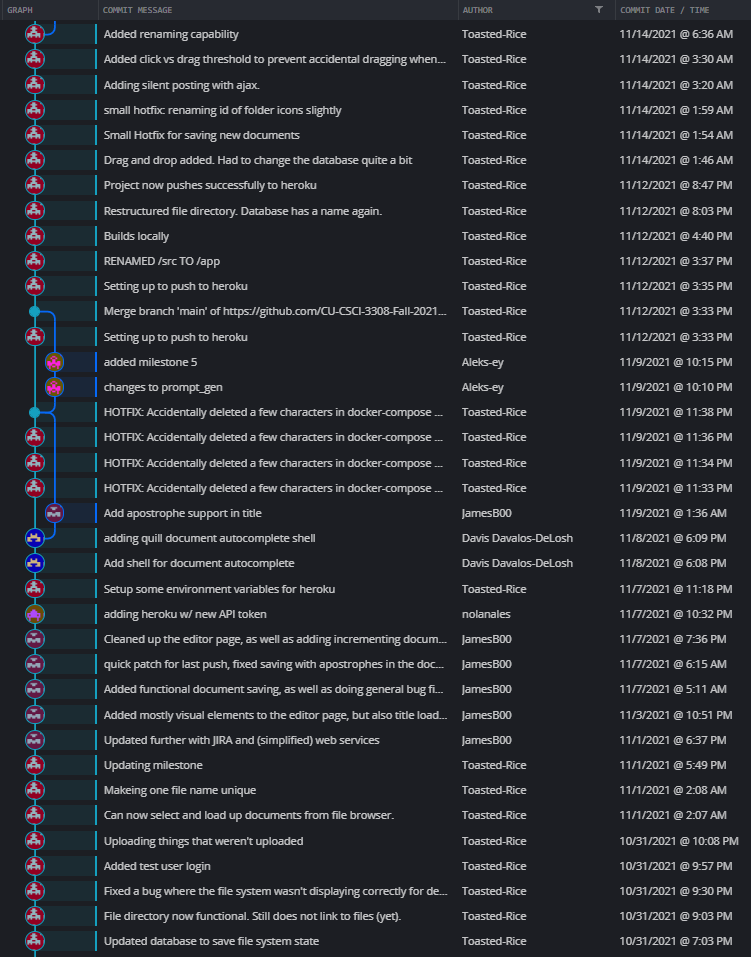 GRAPH COMMIT MESSAGE AUTHOR COMMIT DATE / TIME
Added renaming capability Toasted-Rice 11/14/2021 @ 6:36 AM
Added click vs drag threshold to prevent accidental dragging when... Toasted-Rice 11/14/2021 @ 3:30 AM
Adding silent posting with ajax. Toasted-Rice 11/14/2021 @ 3:20 AM
small hotfix: renaming id of folder icons slightly Toasted-Rice 11/14/2021 @ 1:59 AM
Small Hotfix for saving new documents Toasted-Rice 11/14/2021 @ 1:54 AM
Drag and drop added. Had to change the database quite a bit Toasted-Rice 11/14/2021 @ 1:46 AM
Project now pushes successfully to heroku Toasted-Rice 11/12/2021 @ 8:47 PM
Restructured file directory. Database has a name again. Toasted-Rice 11/12/2021 @ 8:03 PM
Builds locally Toasted-Rice 11/12/2021 @ 4:40 PM
RENAMED /src TO /app Toasted-Rice 11/12/2021 @ 3:37 PM
Setting up to push to heroku Toasted-Rice 11/12/2021 @ 3:35 PM
Merge branch 'main' of https://github.com/CU-CSCI-3308-Fall-2021... Toasted-Rice 11/12/2021 @ 3:33 PM
Setting up to push to heroku Toasted-Rice 11/12/2021 @ 3:33 PM
added milestone 5 Aleks-ey 11/9/2021 @ 10:15 PM
changes to prompt_gen Aleks-ey 11/9/2021 @ 10:10 PM
HOTFIX: Accidentally deleted a few characters in docker-compose ... Toasted-Rice 11/9/2021 @ 11:38 PM
HOTFIX: Accidentally deleted a few characters in docker-compose ... Toasted-Rice 11/9/2021 @ 11:36 PM
HOTFIX: Accidentally deleted a few characters in docker-compose ... Toasted-Rice 11/9/2021 @ 11:34 PM
HOTFIX: Accidentally deleted a few characters in docker-compose ... Toasted-Rice 11/9/2021 @ 11:33 PM
Add apostrophe support in title JamesB00 11/9/2021 @ 1:36 AM
adding quill document autocomplete shell Davis Davalos-DeLosh 11/8/2021 @ 6:09 PM
Add shell for document autocomplete Davis Davalos-DeLosh 11/8/2021 @ 6:08 PM
Setup some environment variables for heroku Toasted-Rice 11/7/2021 @ 11:18 PM
adding heroku w/ new API token nolanales 11/7/2021 @ 10:32 PM
Cleaned up the editor page, as well as adding incrementing docum... JamesB00 11/7/2021 @ 7:36 PM
quick patch for last push, fixed saving with apostrophes in the doc... JamesB00 11/7/2021 @ 6:15 AM
Added functional document saving, as well as doing general bug fi... JamesB00 11/7/2021 @ 5:11 AM
Added mostly visual elements to the editor page, but also title load... JamesB00 11/3/2021 @ 10:51 PM
Updated further with JIRA and (simplified) web services JamesB00 11/1/2021 @ 6:37 PM
Updating milestone Toasted-Rice 11/1/2021 @ 5:49 PM
Makeing one file name unique Toasted-Rice 11/1/2021 @ 2:08 AM
Can now select and load up documents from file browser. Toasted-Rice 11/1/2021 @ 2:07 AM
Uploading things that weren't uploaded Toasted-Rice 10/31/2021 @ 10:08 PM
Added test user login Toasted-Rice 10/31/2021 @ 9:57 PM
Fixed a bug where the file system wasn't displaying correctly for de... Toasted-Rice 10/31/2021 @ 9:30 PM
File directory now functional. Still does not link to files (yet). Toasted-Rice 10/31/2021 @ 9:03 PM
Updated database to save file system state Toasted-Rice 10/31/2021 @ 7:03 PM